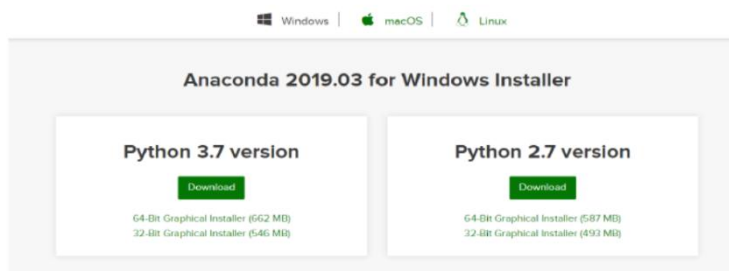 Windows | macOS | Linux
Anaconda 2019.03 for Windows Installer
Python 3.7 version
Download
64-Bit Graphical Installer (662 MB)
32-Bit Graphical Installer (546 MB)
Python 2.7 version
Download
64-Bit Graphical Installer (587 MB)
32-Bit Graphical Installer (493 MB)